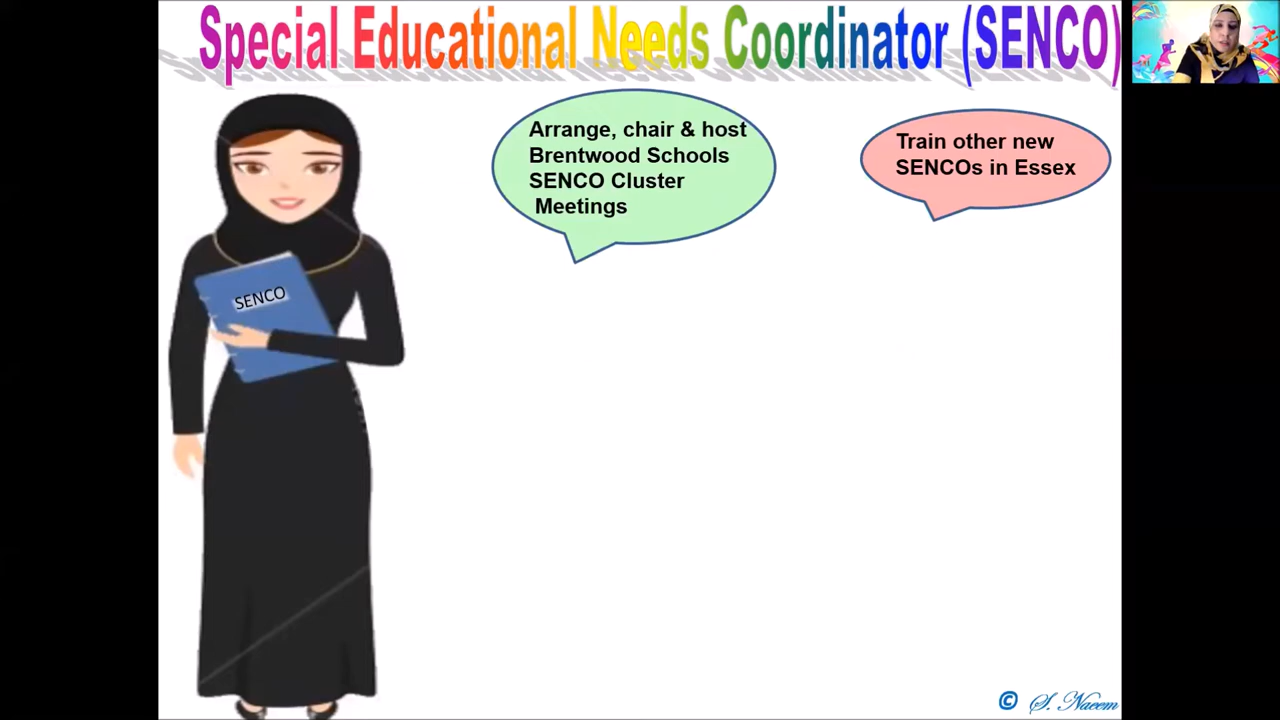 Special Educational Needs Coordinator (SENCO)
Arrange, chair & host
Brentwood Schools
SENCO Cluster
Meetings
Train other new
SENCOs in Essex
SENCO
© S. Naeem